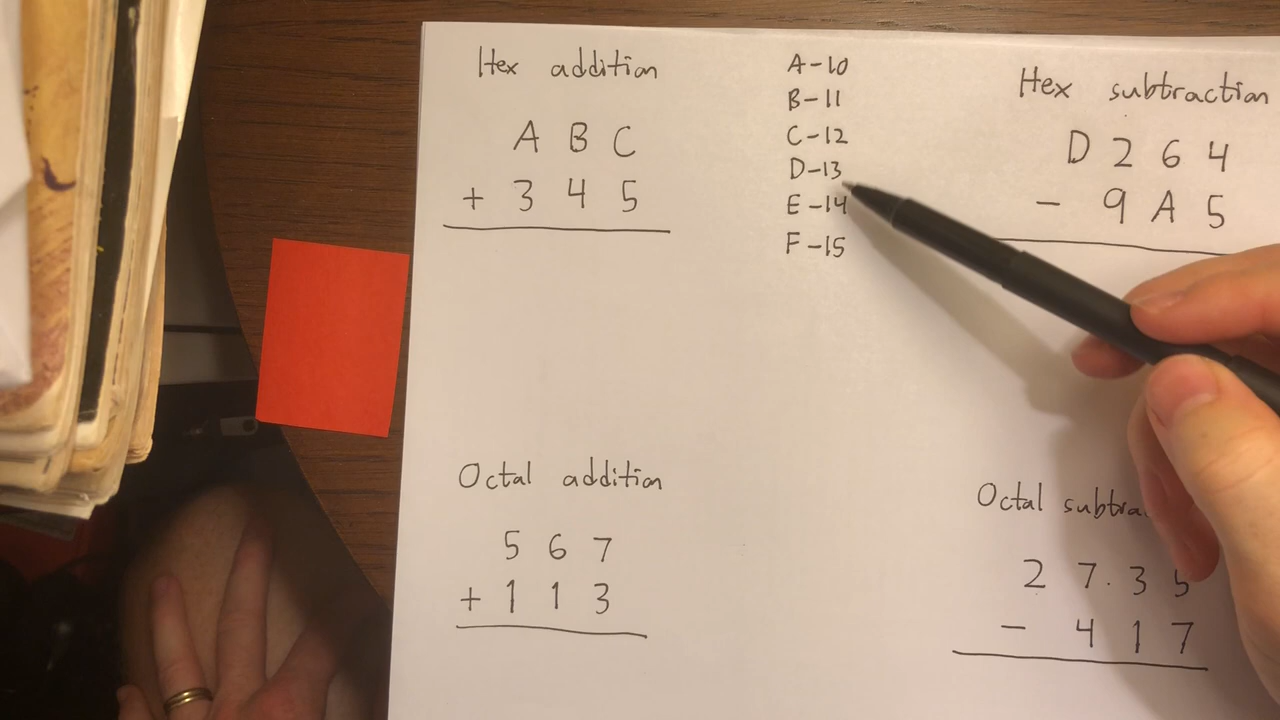 Hex addition
A B C
+ 3 4 5
A-10
B-11
C-12
D-13
E-14
F-15
Hex subtraction
D 2 6 4
- 9 A 5
Octal addition
5 6 7
+ 1 1 3
Octal
2 7 3 5
- 4 1 7